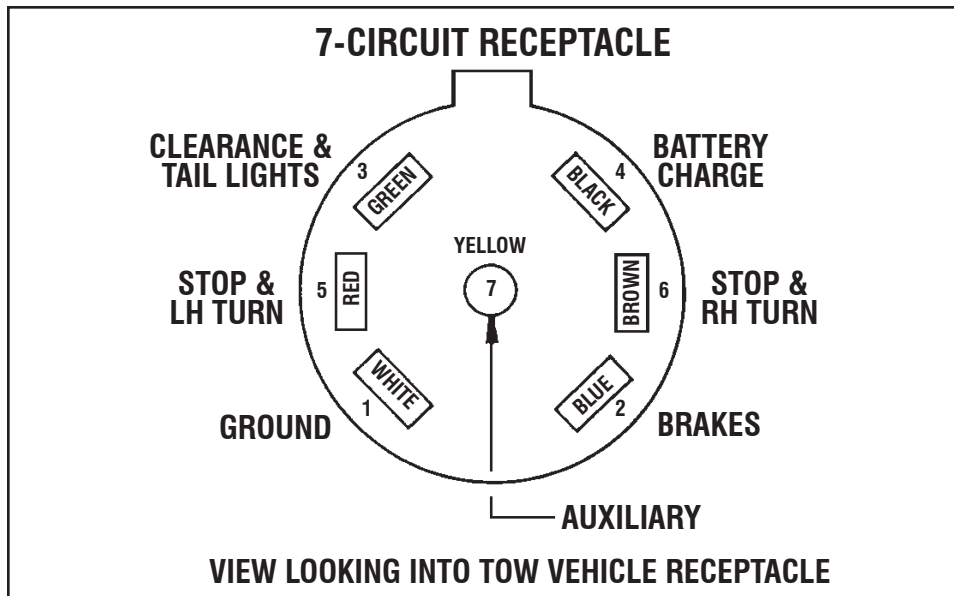 7-CIRCUIT RECEPTACLE
CLEARANCE &
TAIL LIGHTS
3
GREEN
BATTERY
CHARGE
4
BLACK
YELLOW
7
STOP &
LH TURN
5
RED
BROWN
6
STOP &
RH TURN
WHITE
1
GROUND
BLUE
2
BRAKES
AUXILIARY
VIEW LOOKING INTO TOW VEHICLE RECEPTACLE